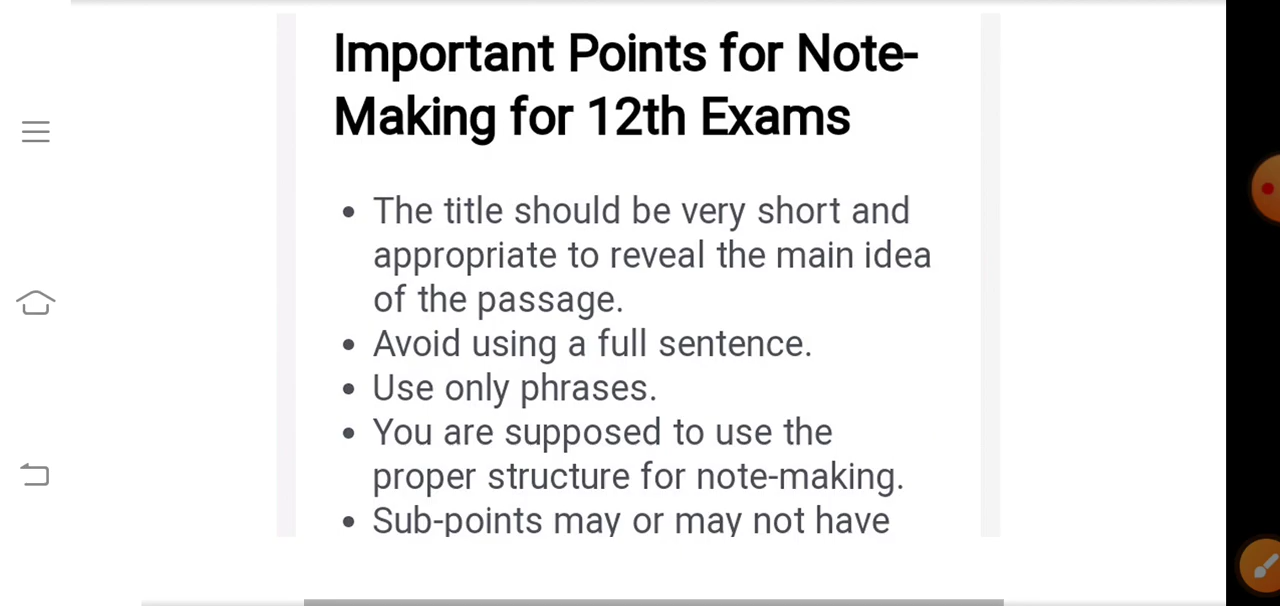 Important Points for Note-
Making for 12th Exams
• The title should be very short and
appropriate to reveal the main idea
of the passage.
• Avoid using a full sentence.
• Use only phrases.
• You are supposed to use the
proper structure for note-making.
• Sub-points may or may not have